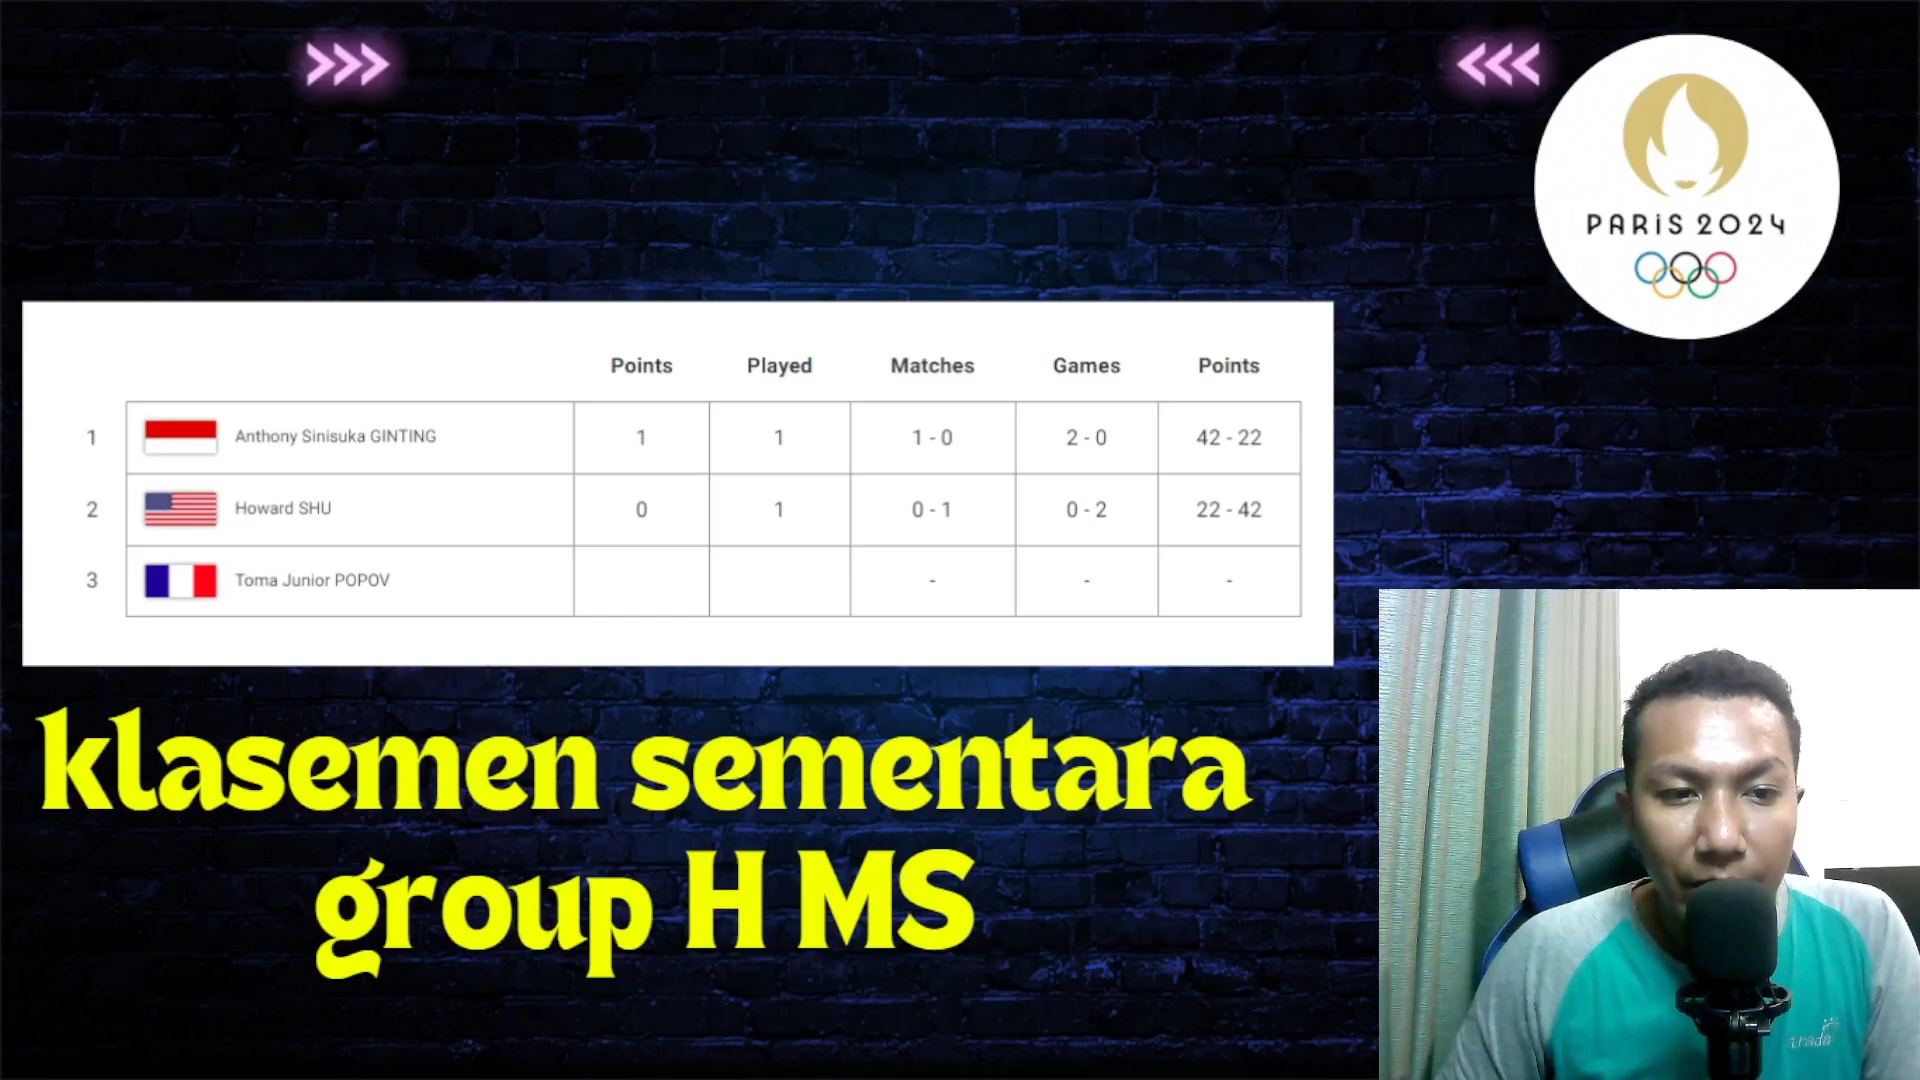 PARIS 2024
Points Played Matches Games Points
1 Anthony Sinisuka GINTING 1 1 1 - 0 2 - 0 42 - 22
2 Howard SHU 0 1 0 - 1 0 - 2 22 - 42
3 Toma Junior POPOV - - -
klasemen sementara
group H MS